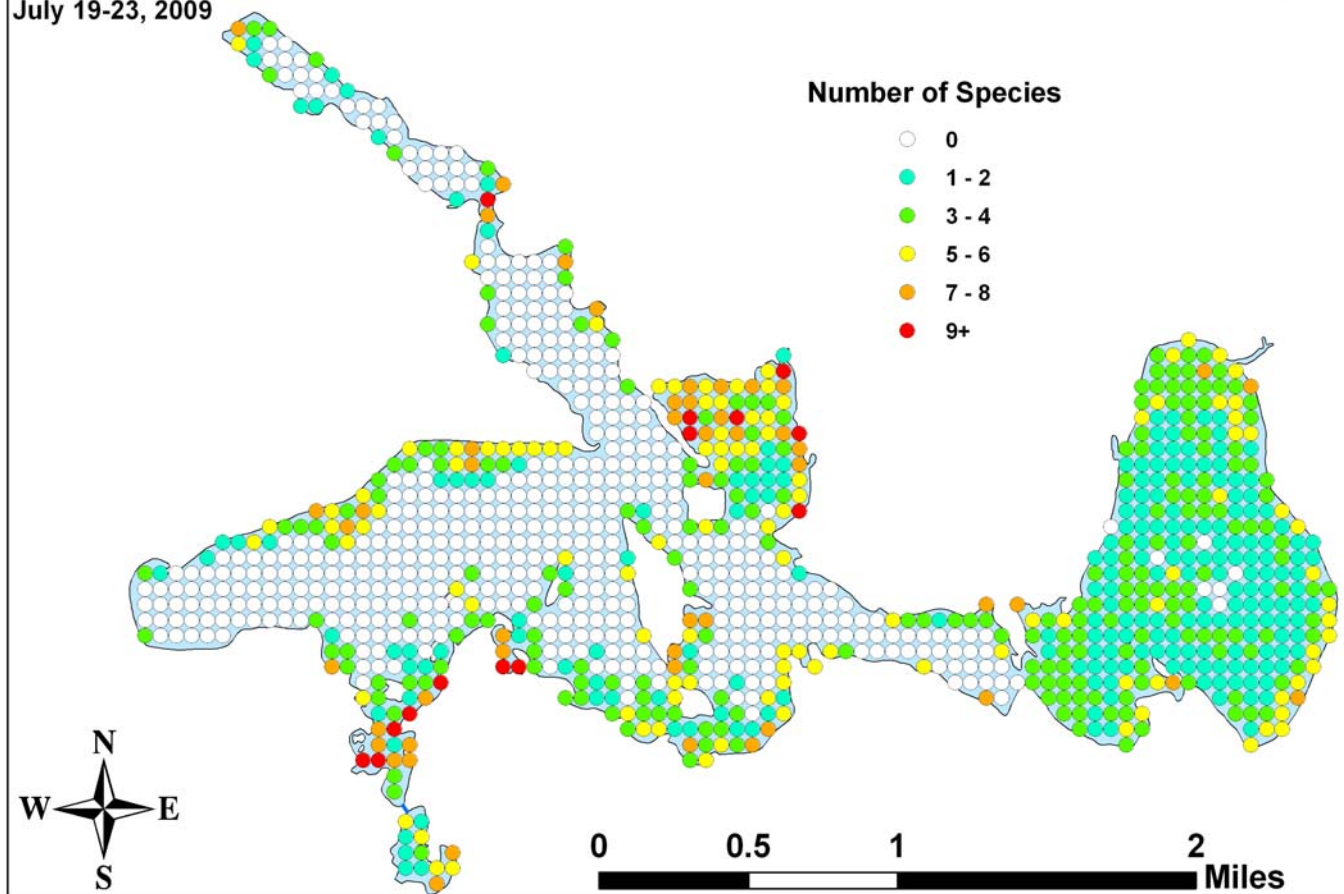 July 19-23, 2009
Number of Species
0
1 - 2
3 - 4
5 - 6
7 - 8
9+
N
W E
S
0 0.5 1 2
Miles